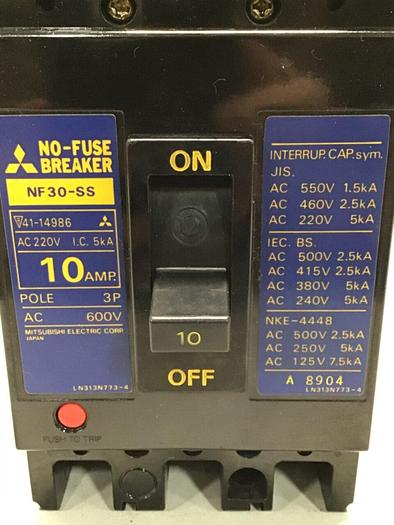 NO-FUSE
BREAKER
NF30-SS
41-14986
AC 220V I.C. 5kA
10 AMP.
POLE 3P
AC 600V
MITSUBISHI ELECTRIC CORP.
JAPAN
LN313N773-4
PUSH TO TRIP
ON
10
OFF
INTERRUP. CAP. sym.
JIS.
AC 550V 1.5kA
AC 460V 2.5kA
AC 220V 5kA
IEC. BS.
AC 500V 2.5kA
AC 415V 2.5kA
AC 380V 5kA
AC 240V 5kA
NKE-4448
AC 500V 2.5kA
AC 250V 5kA
AC 125V 7.5kA
A 8904
LN313N773-4